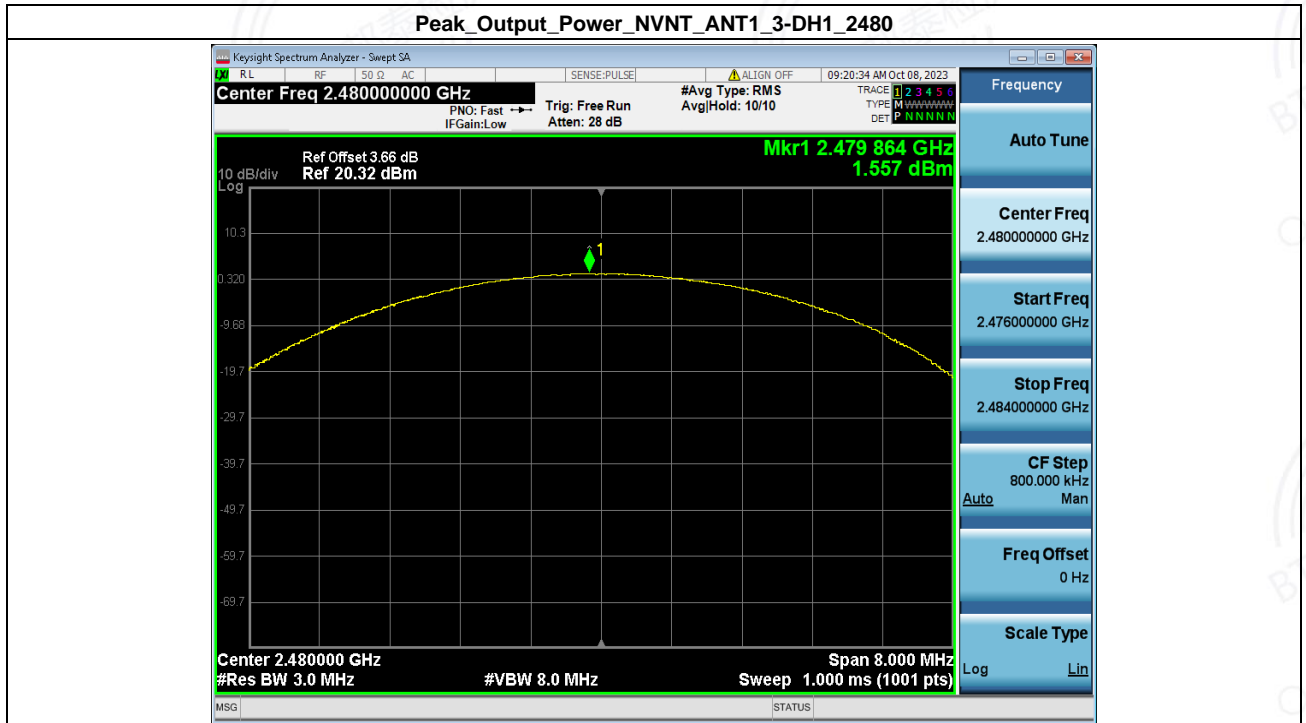 Peak_Output_Power_NVNT_ANT1_3-DH1_2480
Keysight Spectrum Analyzer - Swept SA
LXI RL RF 50 Ω AC SENSE:PULSE ALIGN OFF 09:20:34 AM Oct 08, 2023
Center Freq 2.480000000 GHz
PNO: Fast
IFGain:Low
Trig: Free Run
Atten: 28 dB
#Avg Type: RMS
Avg|Hold: 10/10
TRACE 1 2 3 4 5 6
TYPE M WWWWW
DET P N N N N N
Mkr1 2.479 864 GHz
1.557 dBm
Ref Offset 3.66 dB
10 dB/div Ref 20.32 dBm
Log
1
10.3
0.320
-9.68
-19.7
-29.7
-39.7
-49.7
-59.7
-69.7
Center 2.480000 GHz Span 8.000 MHz
#Res BW 3.0 MHz #VBW 8.0 MHz Sweep 1.000 ms (1001 pts)
MSG STATUS
Frequency
Auto Tune
Center Freq
2.480000000 GHz
Start Freq
2.476000000 GHz
Stop Freq
2.484000000 GHz
CF Step
800.000 kHz
Auto Man
Freq Offset
0 Hz
Scale Type
Log Lin